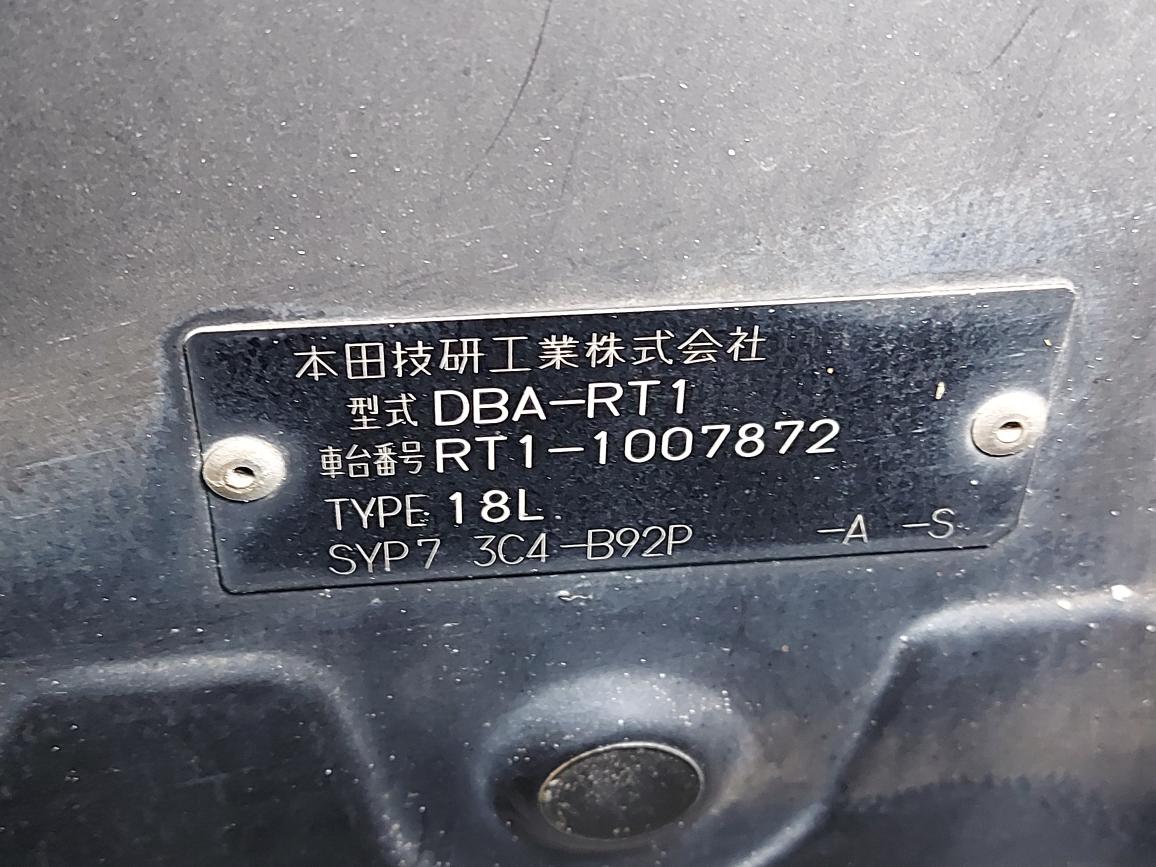 本田技研工業株式会社
型式 DBA-RT1
車台番号 RT1-1007872
TYPE 18L
SYP7 3C4-B92P -A -S